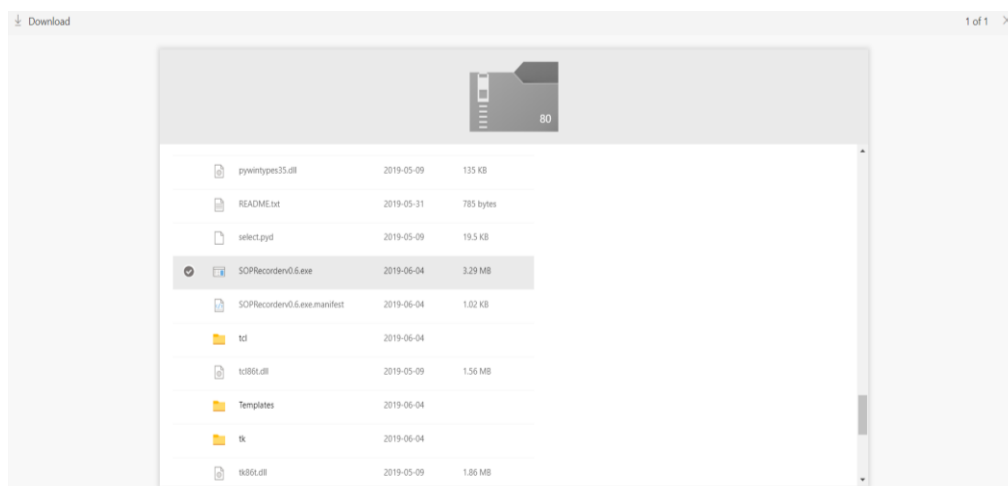 Download 1 of 1
80
pywintypes35.dll 2019-05-09 135 KB
README.txt 2019-05-31 785 bytes
select.pyd 2019-05-09 19.5 KB
SOPRecorderv0.6.exe 2019-06-04 3.29 MB
SOPRecorderv0.6.exe.manifest 2019-06-04 1.02 KB
tcl 2019-06-04
tcl86t.dll 2019-05-09 1.56 MB
Templates 2019-06-04
tk 2019-06-04
tk86t.dll 2019-05-09 1.86 MB